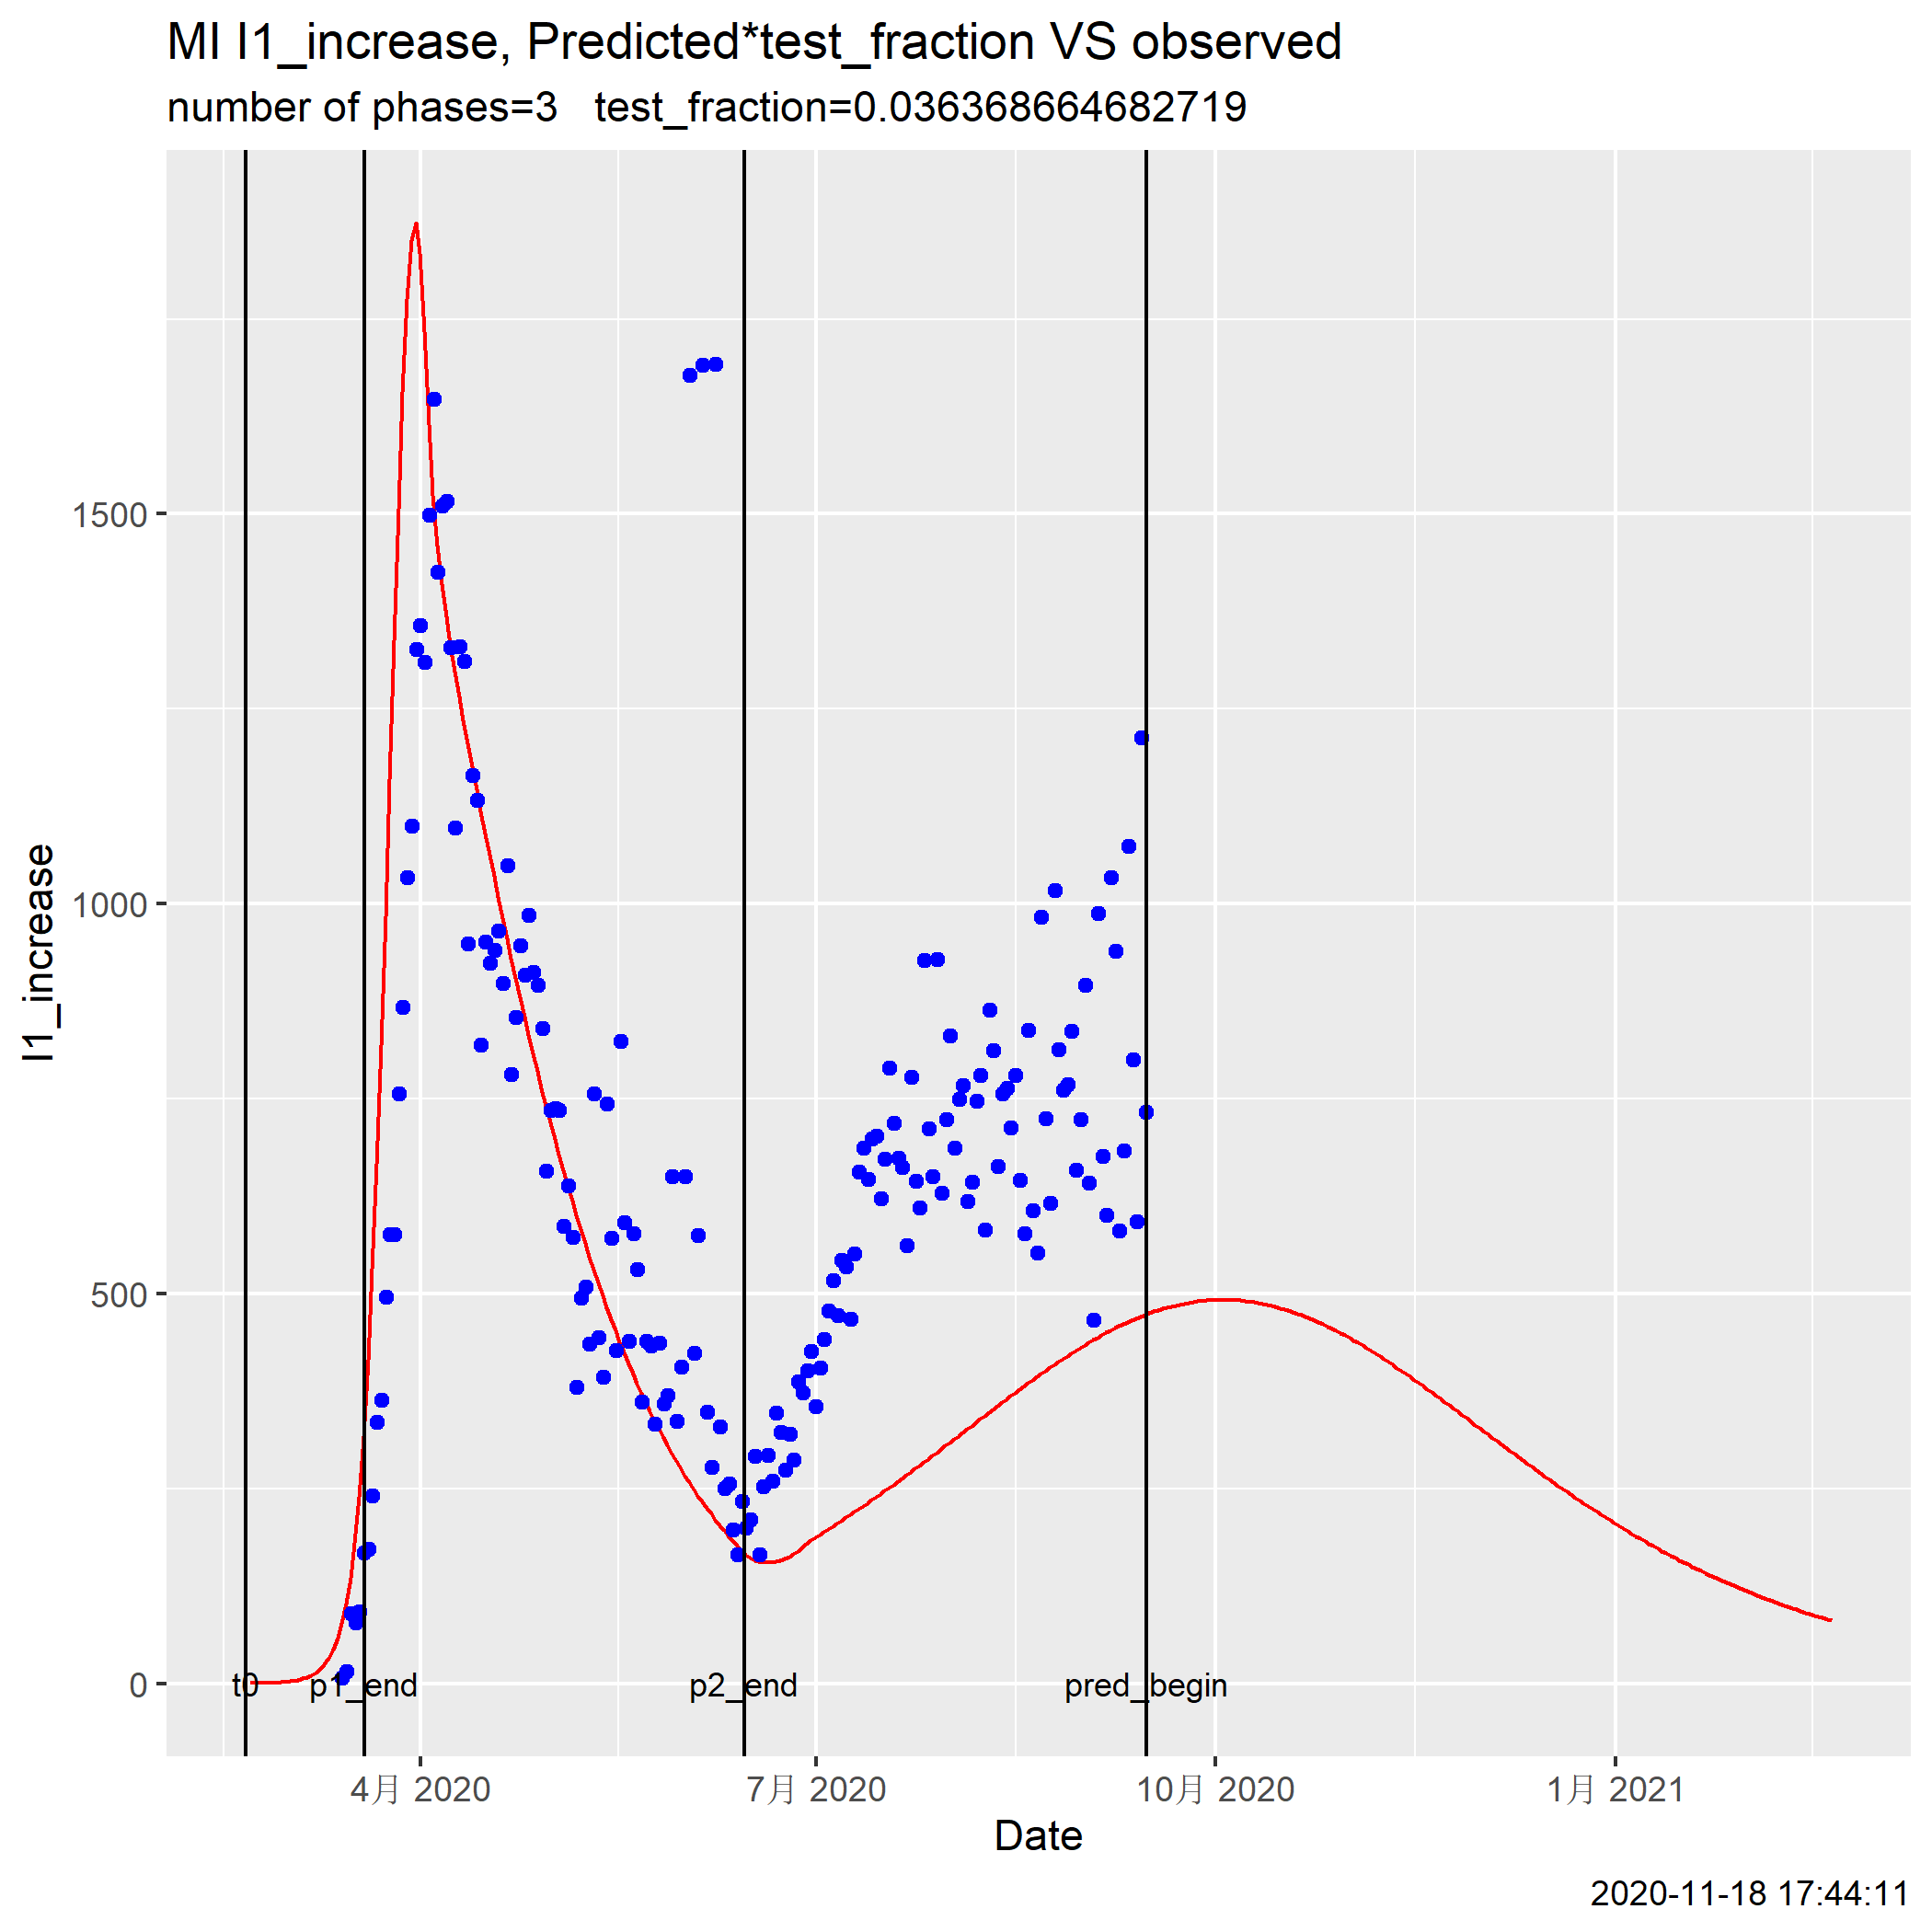 MI I1_increase, Predicted*test_fraction VS observed
number of phases=3   test_fraction=0.036368664682719
I1_increase
1500
1000
500
0
t0
p1_end
p2_end
pred_begin
4月 2020
7月 2020
10月 2020
1月 2021
Date
2020-11-18 17:44:11